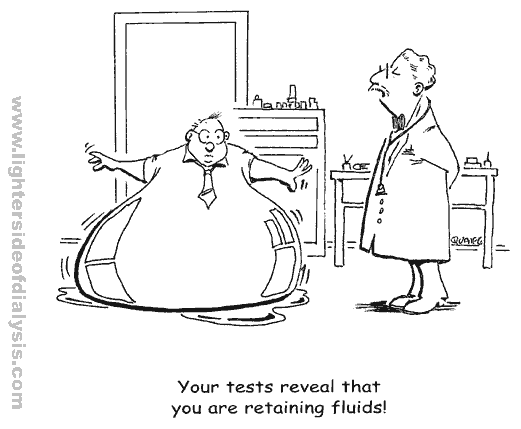 www.lightersideofdialysis.com
Your tests reveal that
you are retaining fluids!